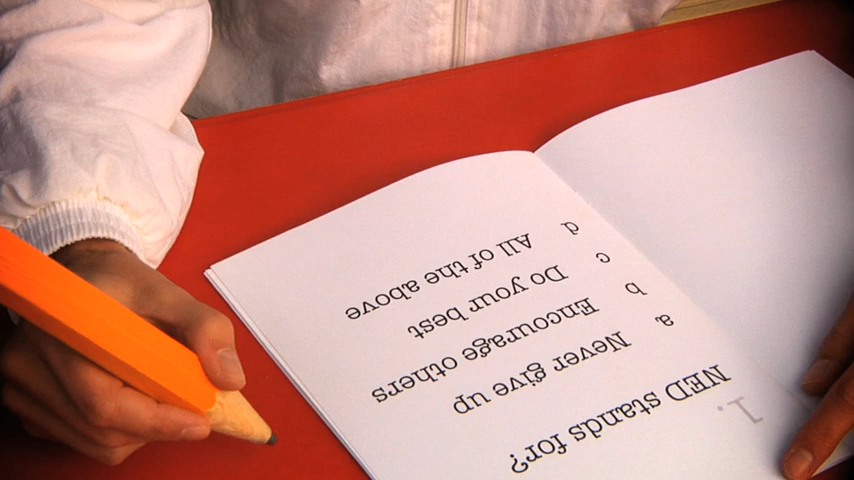 1.
NED stands for?
a Never give up
b Encourage others
c Do your best
d All of the above